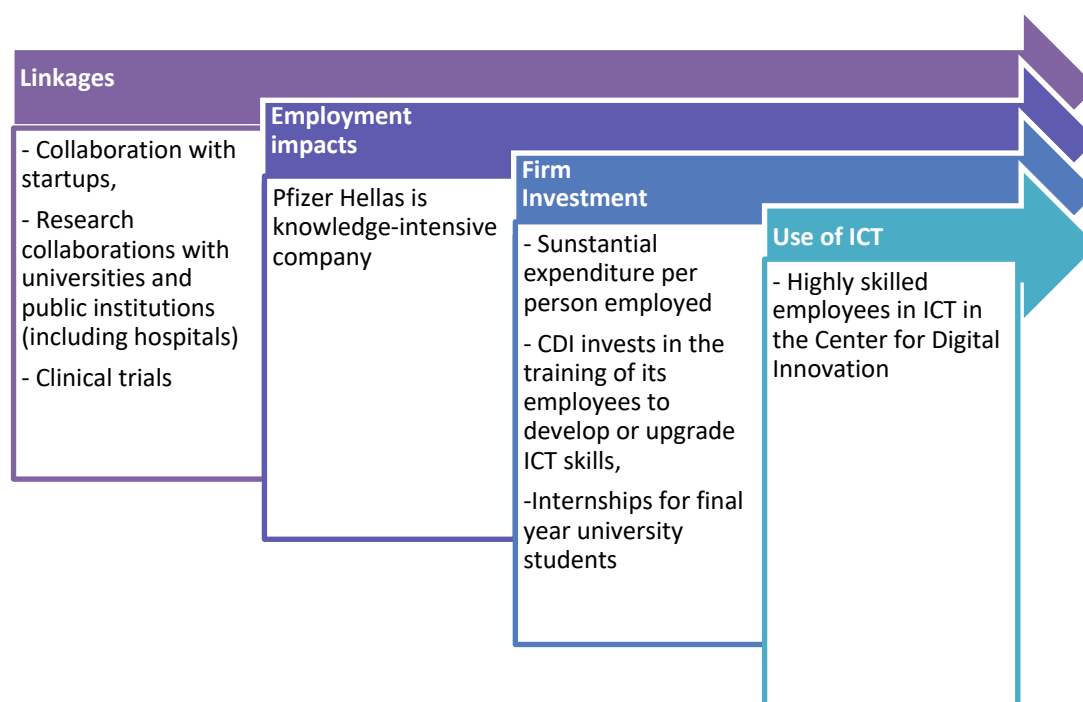 Linkages
- Collaboration with
startups,
- Research
collaborations with
universities and
public institutions
(including hospitals)
- Clinical trials
Employment
impacts
Pfizer Hellas is
knowledge-intensive
company
Firm
Investment
- Sunstantial
expenditure per
person employed
- CDI invests in the
training of its
employees to
develop or upgrade
ICT skills,
-Internships for final
year university
students
Use of ICT
- Highly skilled
employees in ICT in
the Center for Digital
Innovation